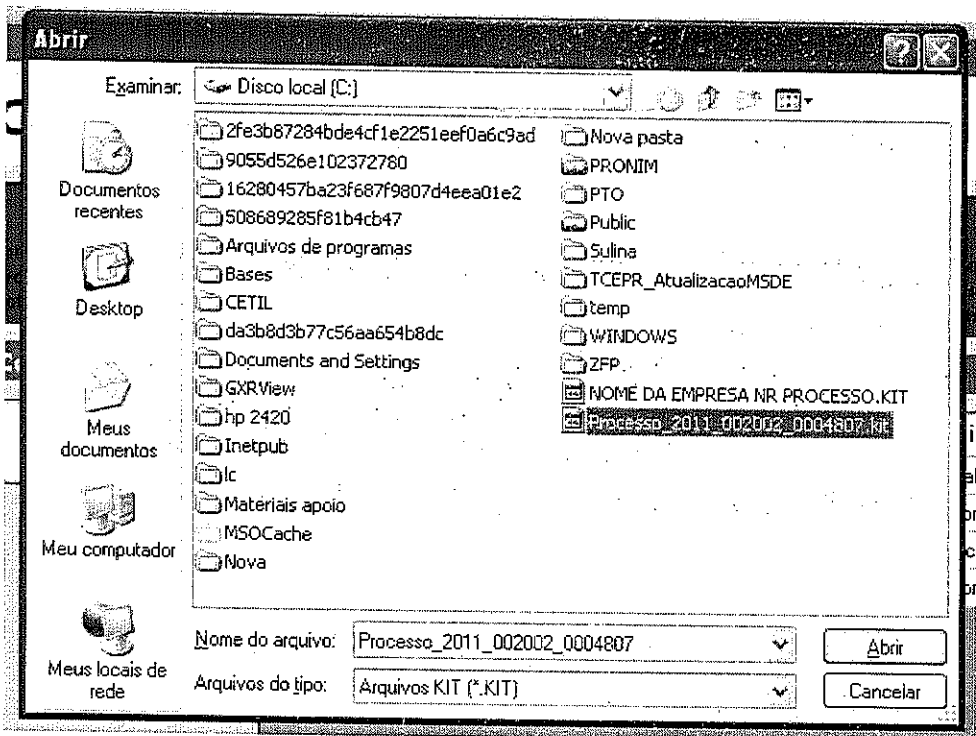 Abrir
Examinar:
Disco local (C:)
Documentos
recentes
Desktop
Meus
documentos
Meu computador
Meus locais de
rede
2fe3b87284bde4cf1e2251eef0a6c9ad
9055d526e102372780
16280457ba23f687f9807d4eea01e2
508689285f81b4cb47
Arquivos de programas
Bases
CETIL
da3b8d3b77c56aa654b8dc
Documents and Settings
GXRView
hp 2420
Inetpub
lc
Materiais apoio
MSOCache
Nova
Nova pasta
PRONIM
PTO
Public
Sulina
TCEPR_AtualizacaoMSDE
temp
WINDOWS
ZFP
NOME DA EMPRESA NR PROCESSO.KIT
Processo_2011_002002_0004807.kit
Nome do arquivo:
Processo_2011_002002_0004807
Abrir
Arquivos do tipo:
Arquivos KIT (*.KIT)
Cancelar